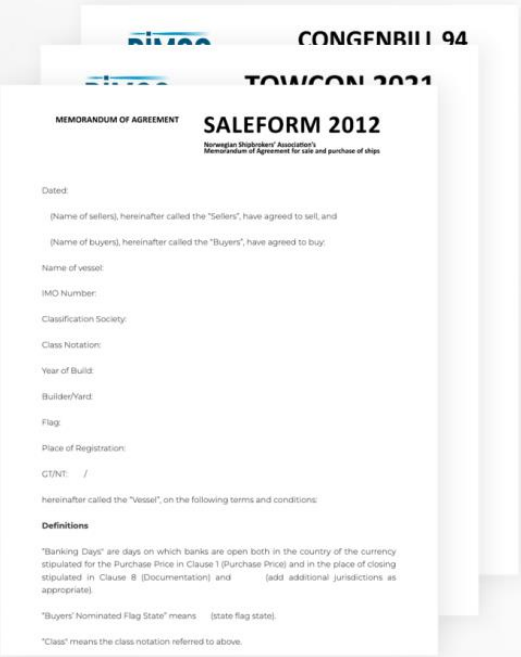 CONGENBILL 94
TOWCON 2021
MEMORANDUM OF AGREEMENT
SALEFORM 2012
Norwegian Shipbrokers' Association's
Memorandum of Agreement for sale and purchase of ships
Dated:
(Name of sellers), hereinafter called the "Sellers", have agreed to sell, and
(Name of buyers), hereinafter called the "Buyers", have agreed to buy:
Name of vessel:
IMO Number:
Classification Society:
Class Notation:
Year of Build:
Builder/Yard:
Flag:
Place of Registration:
GT/NT: /
hereinafter called the "Vessel", on the following terms and conditions:
Definitions
"Banking Days" are days on which banks are open both in the country of the currency
stipulated for the Purchase Price in Clause 1 (Purchase Price) and in the place of closing
stipulated in Clause 8 (Documentation) and (add additional jurisdictions as
appropriate).
"Buyers' Nominated Flag State" means (state flag state).
"Class" means the class notation referred to above.